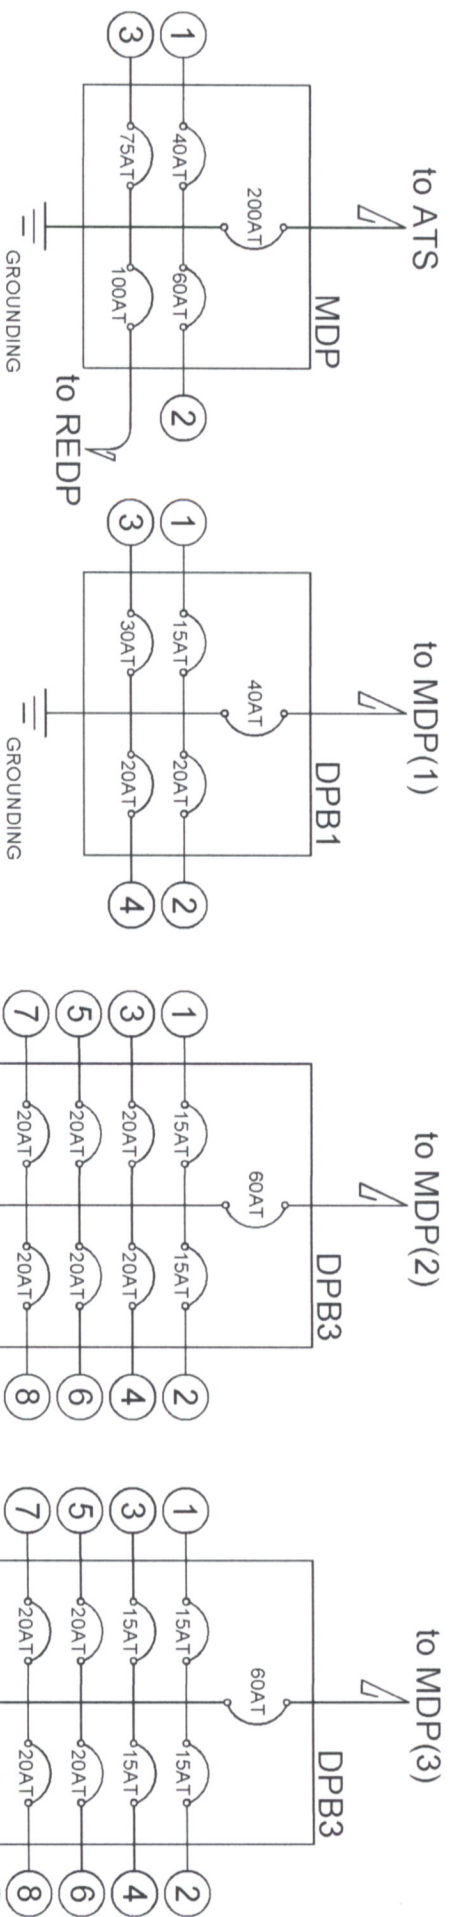 to ATS
MDP
200AT
1 40AT 60AT 2
3 75AT 100AT
to REDP
GROUNDING
to MDP(1)
DPB1
40AT
1 15AT 20AT 2
3 30AT 20AT 4
GROUNDING
to MDP(2)
DPB3
60AT
1 15AT 15AT 2
3 20AT 20AT 4
5 20AT 20AT 6
7 20AT 20AT 8
to MDP(3)
DPB3
60AT
1 15AT 15AT 2
3 15AT 15AT 4
5 20AT 20AT 6
7 20AT 20AT 8